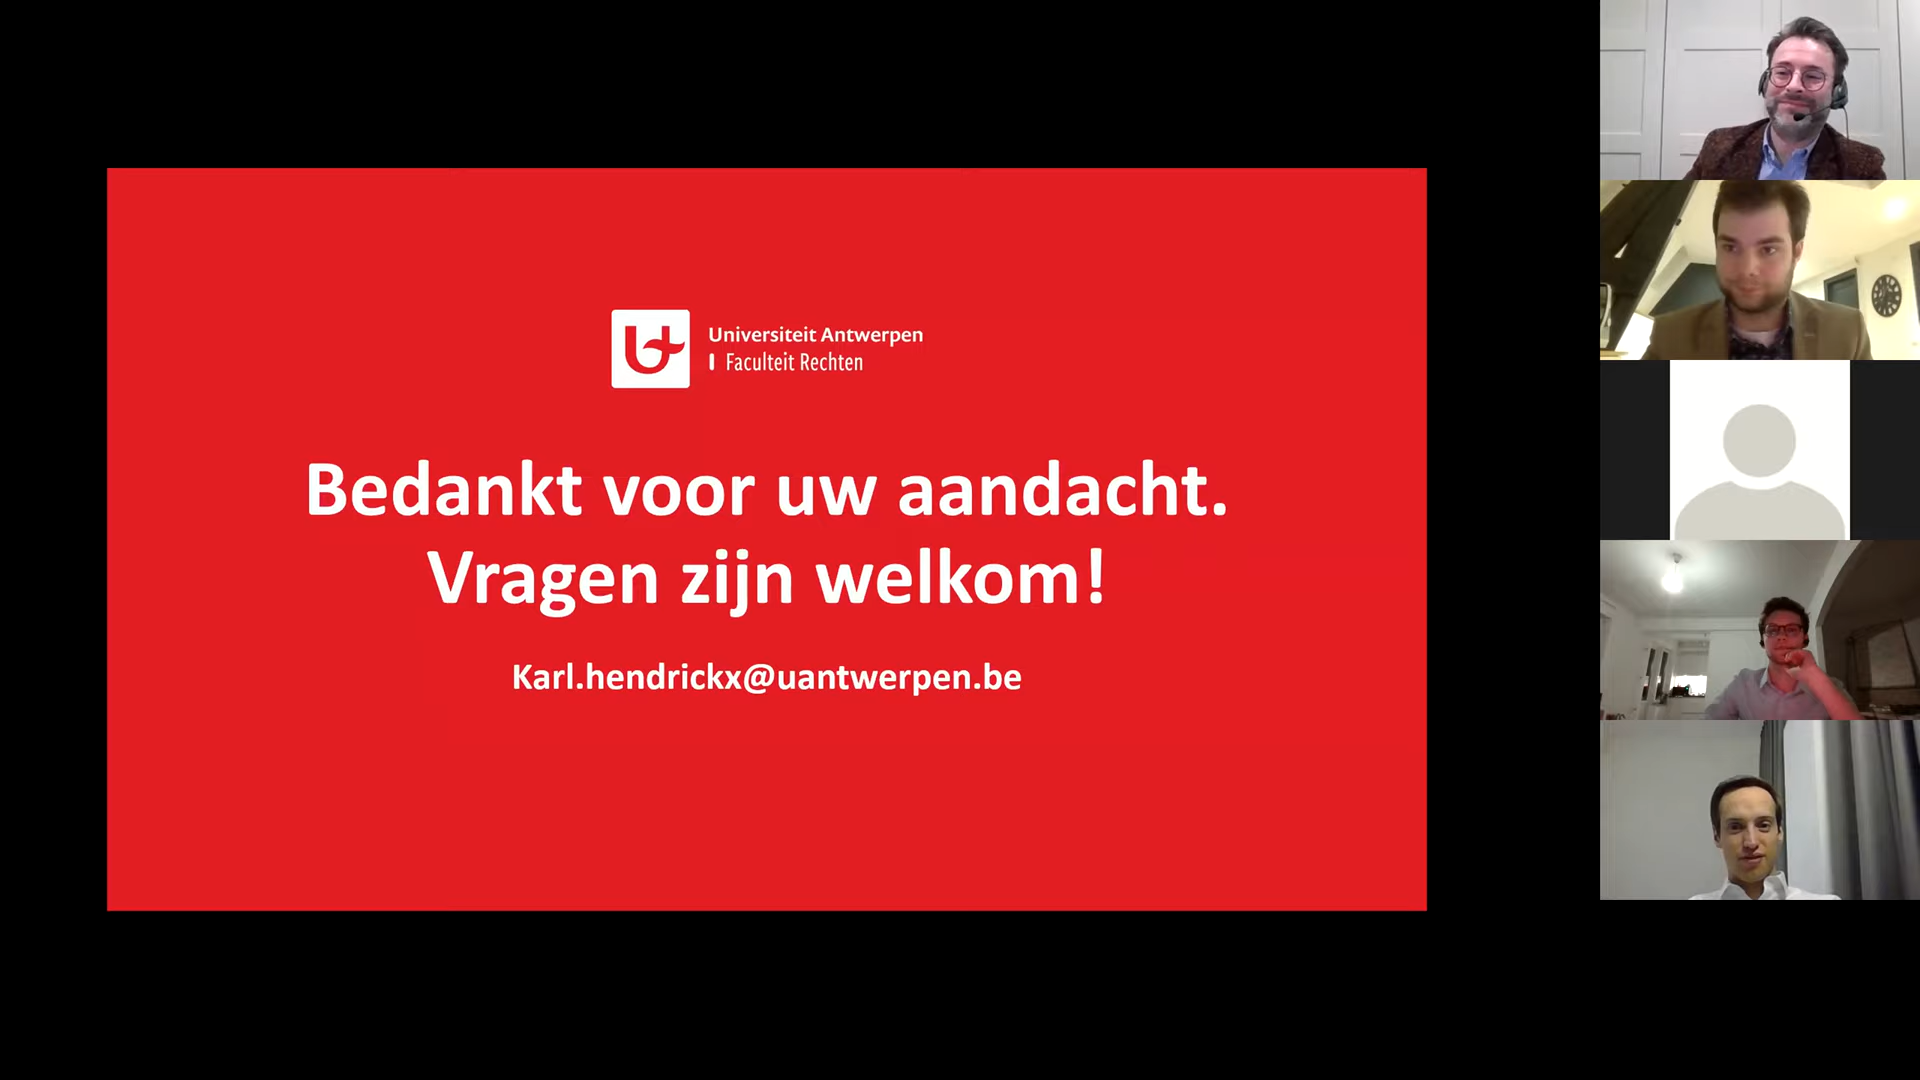 Universiteit Antwerpen
Faculteit Rechten
Bedankt voor uw aandacht.
Vragen zijn welkom!
Karl.hendrickx@uantwerpen.be